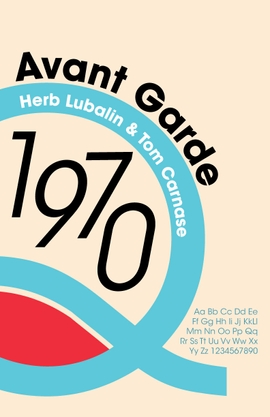 Avant Garde
Herb Lubalin & Tom Carnase
1970
Aa Bb Cc Dd Ee
Ff Gg Hh Ii Jj KkLl
Mm Nn Oo Pp Qq
Rr Ss Tt Uu Vv Ww Xx
Yy Zz 1234567890